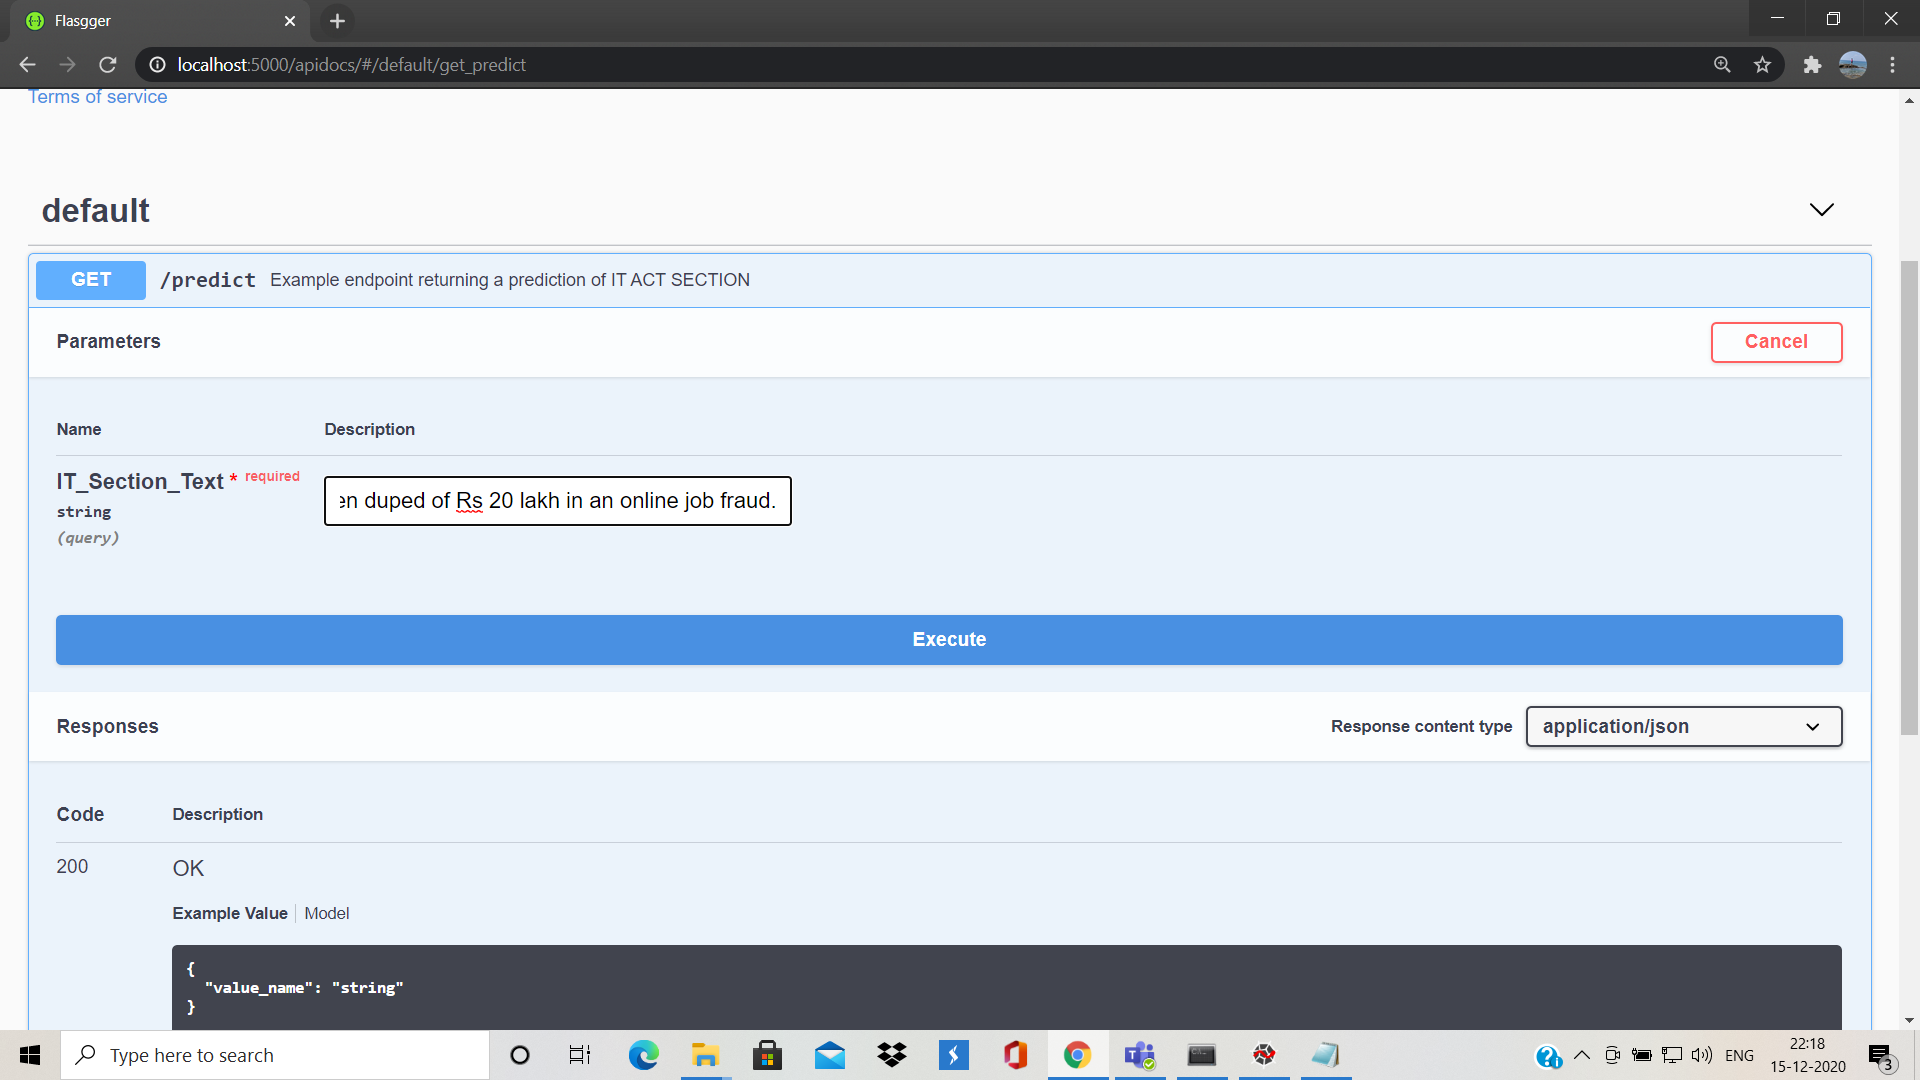 Flasgger
localhost:5000/apidocs/#/default/get_predict
Terms of service
default
GET /predict Example endpoint returning a prediction of IT ACT SECTION
Parameters Cancel
Name Description
IT_Section_Text * required
string
(query)
en duped of Rs 20 lakh in an online job fraud.
Execute
Responses Response content type application/json
Code Description
200 OK
Example Value Model
{
"value_name": "string"
}
Type here to search
ENG
22:18
15-12-2020
3